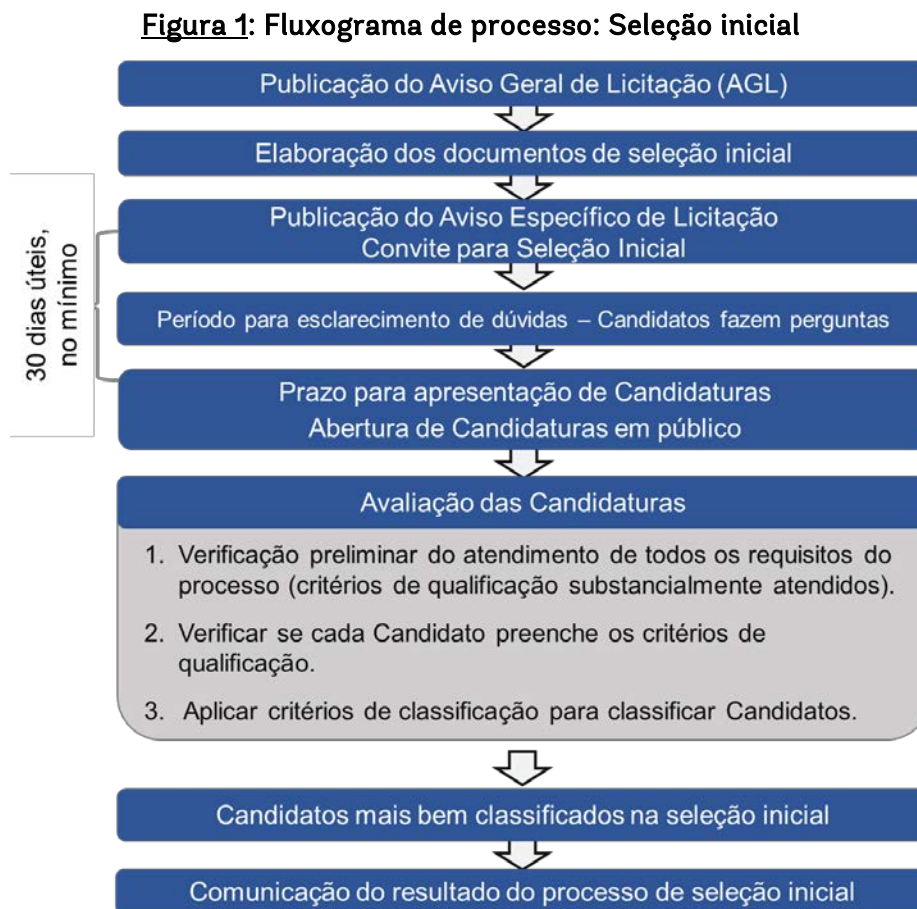 Figura 1: Fluxograma de processo: Seleção inicial
Publicação do Aviso Geral de Licitação (AGL)
Elaboração dos documentos de seleção inicial
30 dias úteis,
no mínimo
Publicação do Aviso Específico de Licitação
Convite para Seleção Inicial
Período para esclarecimento de dúvidas – Candidatos fazem perguntas
Prazo para apresentação de Candidaturas
Abertura de Candidaturas em público
Avaliação das Candidaturas
1. Verificação preliminar do atendimento de todos os requisitos do
processo (critérios de qualificação substancialmente atendidos).
2. Verificar se cada Candidato preenche os critérios de
qualificação.
3. Aplicar critérios de classificação para classificar Candidatos.
Candidatos mais bem classificados na seleção inicial
Comunicação do resultado do processo de seleção inicial